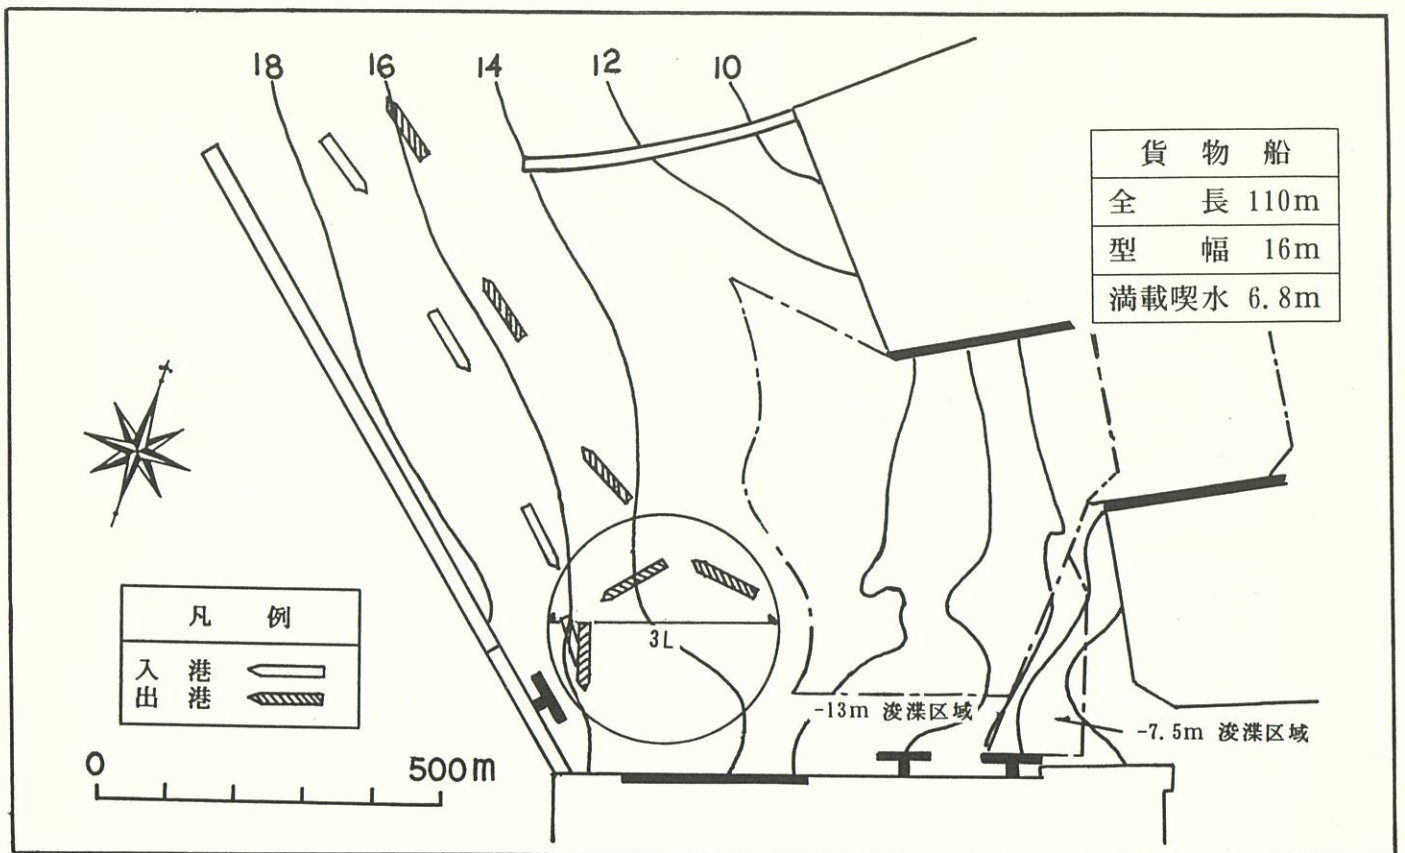 18 16 14 12 10
貨物船
全長 110m
型幅 16m
満載喫水 6.8m
3L
凡例
入港
出港
-13m 浚渫区域
-7.5m 浚渫区域
0 500m